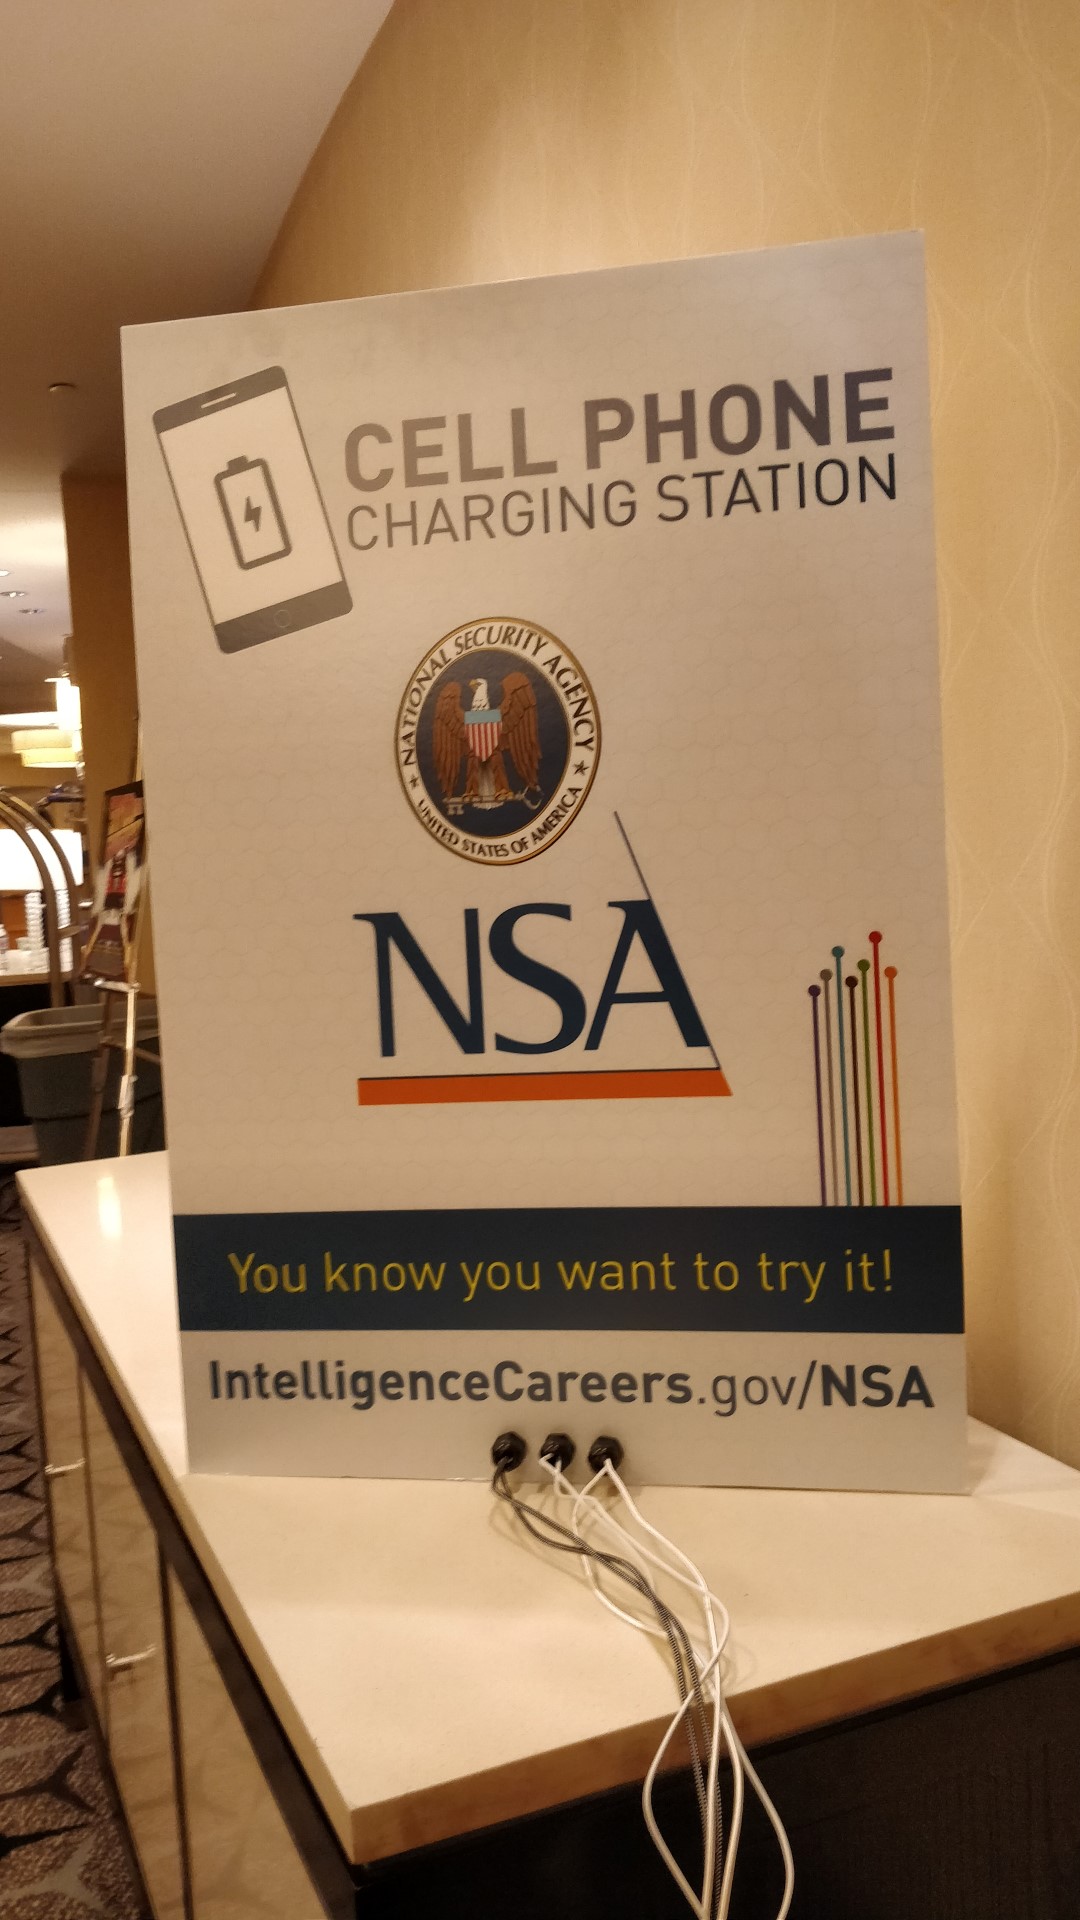 CELL PHONE
CHARGING STATION
NATIONAL SECURITY AGENCY
UNITED STATES OF AMERICA
NSA
You know you want to try it!
IntelligenceCareers.gov/NSA